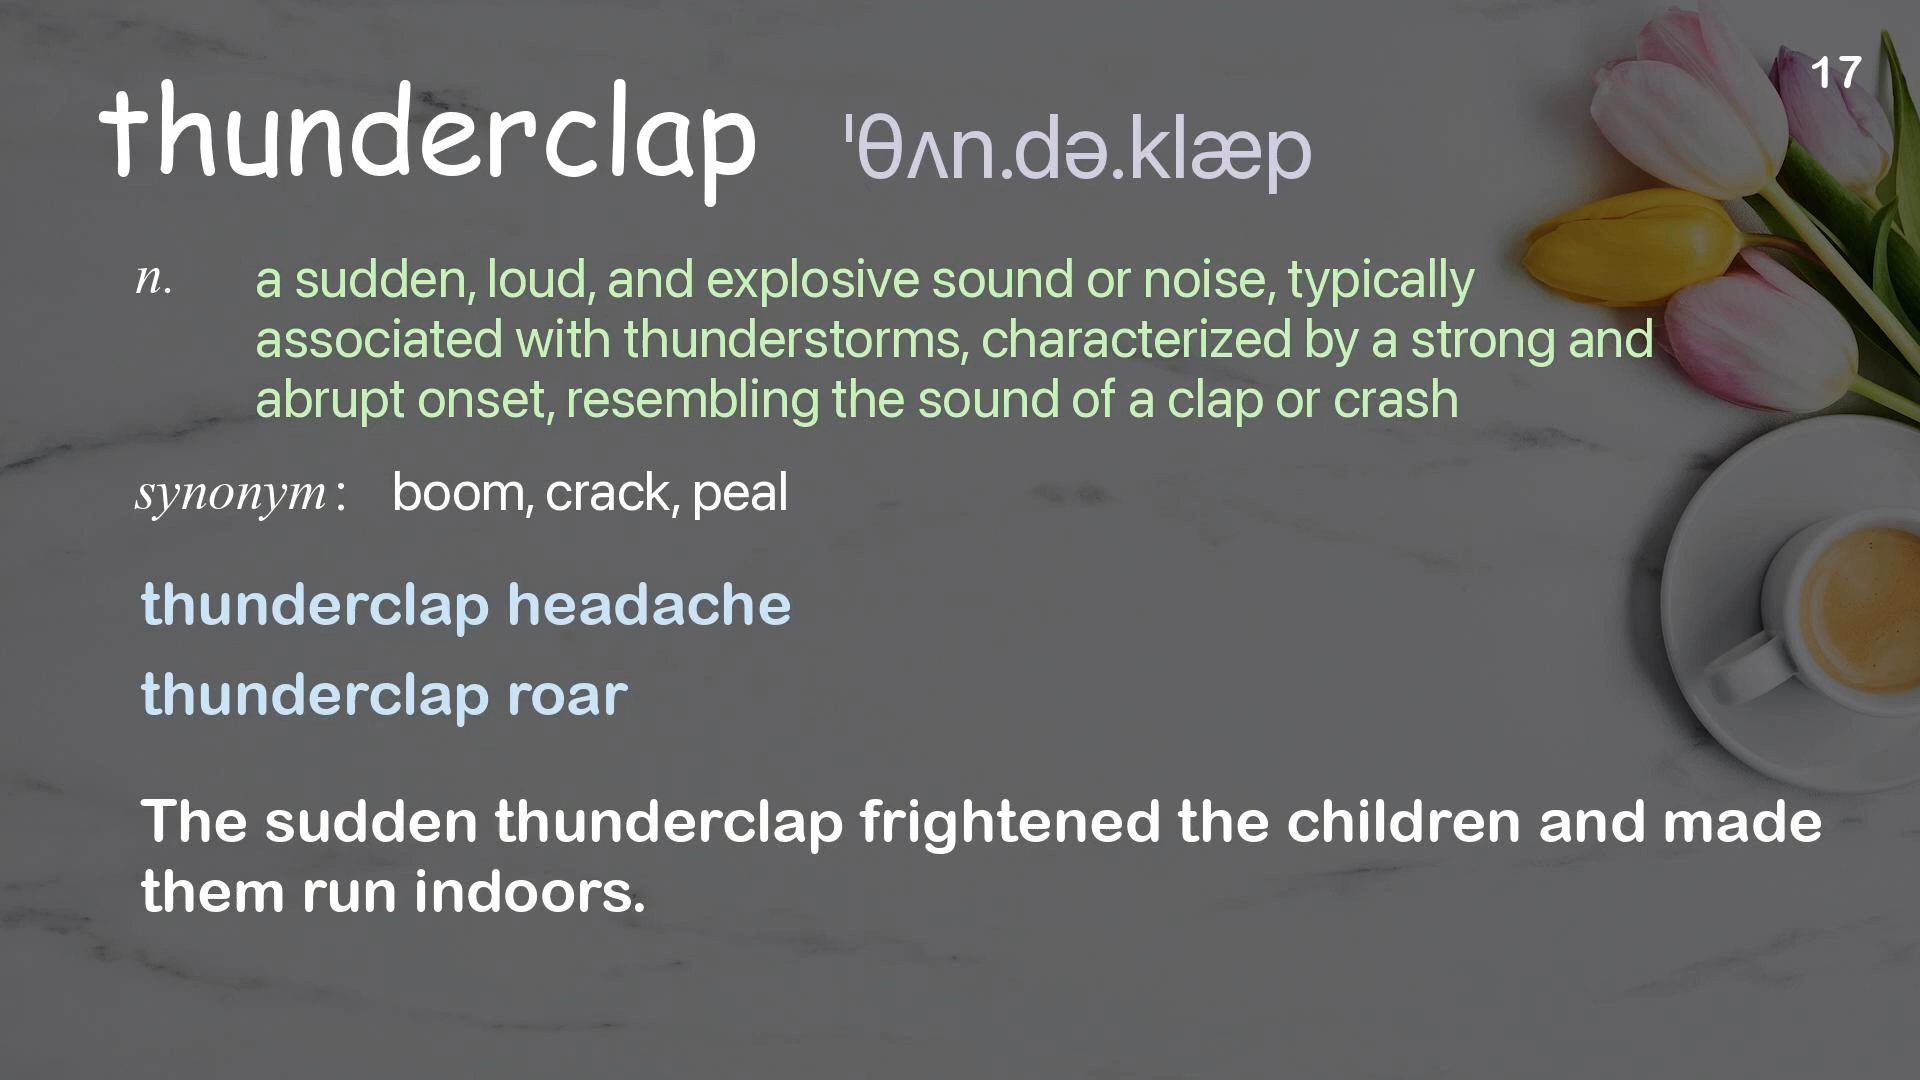 17
thunderclap ˈθʌn.də.klæp
n. a sudden, loud, and explosive sound or noise, typically
associated with thunderstorms, characterized by a strong and
abrupt onset, resembling the sound of a clap or crash
synonym: boom, crack, peal
thunderclap headache
thunderclap roar
The sudden thunderclap frightened the children and made
them run indoors.